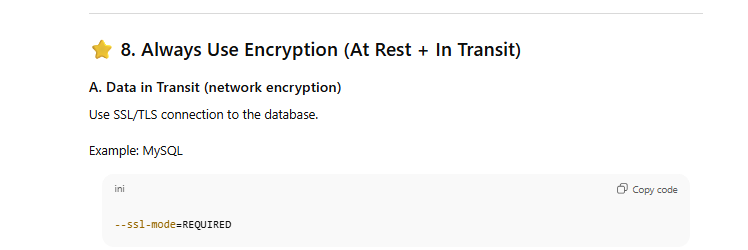 ⭐ 8. Always Use Encryption (At Rest + In Transit)
A. Data in Transit (network encryption)
Use SSL/TLS connection to the database.
Example: MySQL
ini Copy code
--ssl-mode=REQUIRED